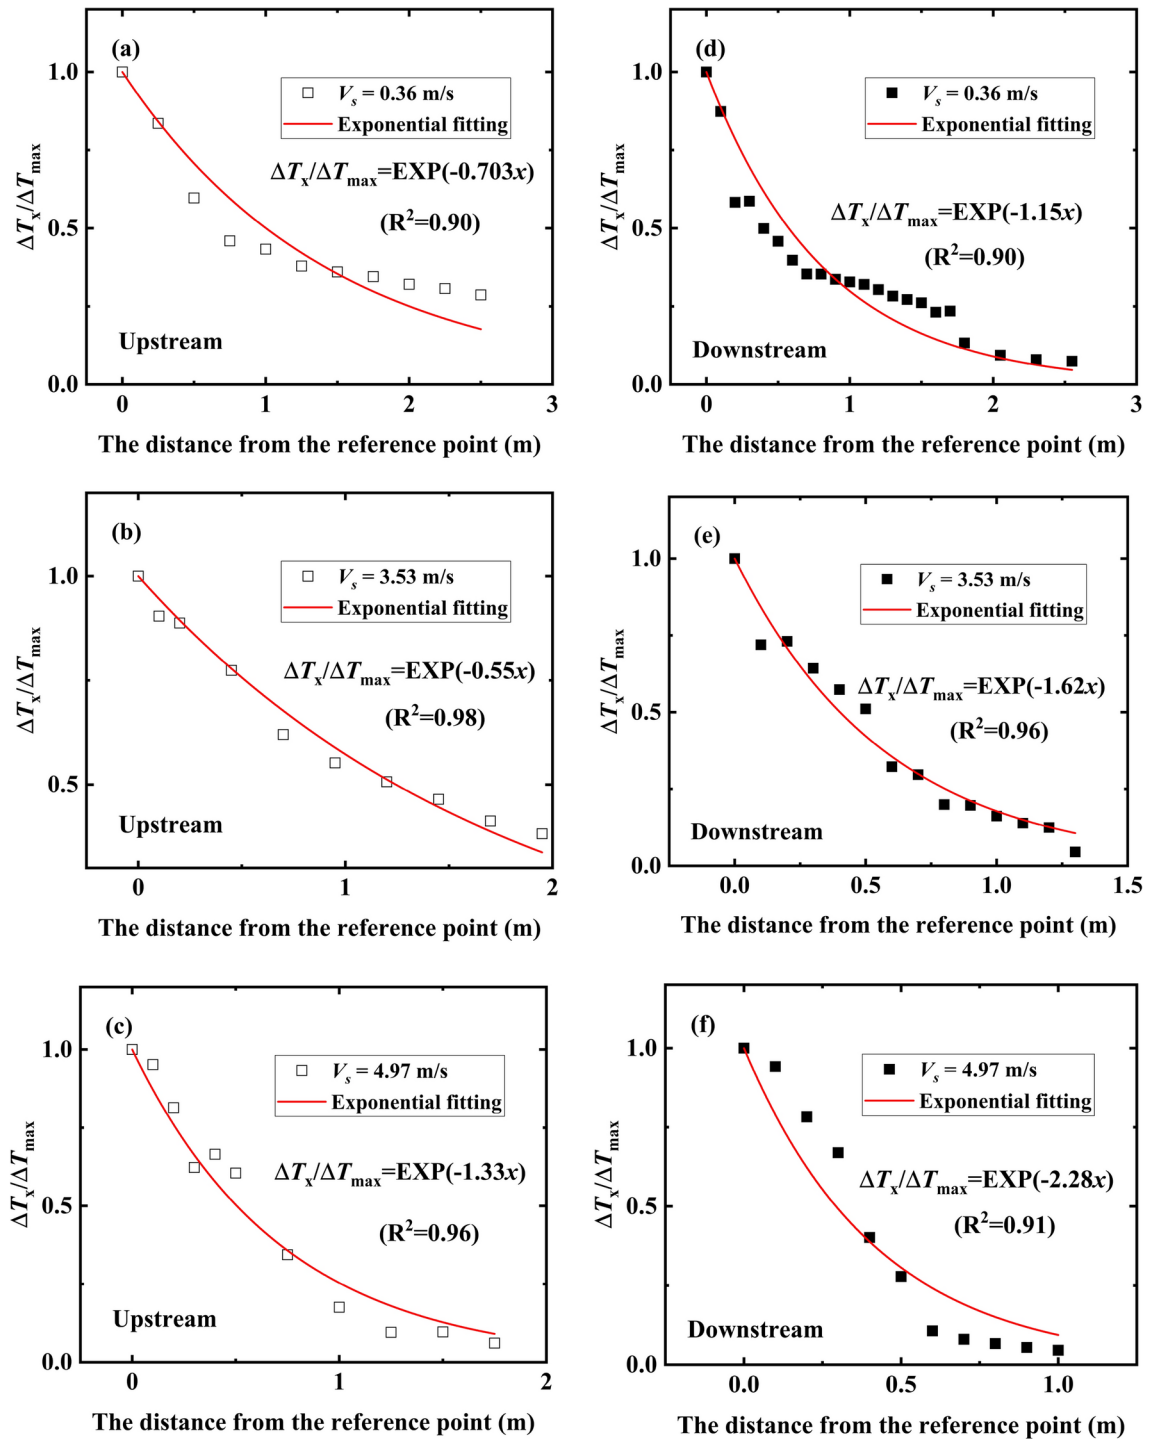 (a)
1.0
0.5
0.0
ΔTx/ΔTmax
Vs = 0.36 m/s
Exponential fitting
ΔTx/ΔTmax=EXP(-0.703x)
(R²=0.90)
Upstream
0 1 2 3
The distance from the reference point (m)
(d)
1.0
0.5
0.0
ΔTx/ΔTmax
Vs = 0.36 m/s
Exponential fitting
ΔTx/ΔTmax=EXP(-1.15x)
(R²=0.90)
Downstream
0 1 2 3
The distance from the reference point (m)
(b)
1.0
0.5
ΔTx/ΔTmax
Vs = 3.53 m/s
Exponential fitting
ΔTx/ΔTmax=EXP(-0.55x)
(R²=0.98)
Upstream
0 1 2
The distance from the reference point (m)
(e)
1.0
0.5
0.0
ΔTx/ΔTmax
Vs = 3.53 m/s
Exponential fitting
ΔTx/ΔTmax=EXP(-1.62x)
(R²=0.96)
Downstream
0.0 0.5 1.0 1.5
The distance from the reference point (m)
(c)
1.0
0.5
0.0
ΔTx/ΔTmax
Vs = 4.97 m/s
Exponential fitting
ΔTx/ΔTmax=EXP(-1.33x)
(R²=0.96)
Upstream
0 1 2
The distance from the reference point (m)
(f)
1.0
0.5
0.0
ΔTx/ΔTmax
Vs = 4.97 m/s
Exponential fitting
ΔTx/ΔTmax=EXP(-2.28x)
(R²=0.91)
Downstream
0.0 0.5 1.0
The distance from the reference point (m)